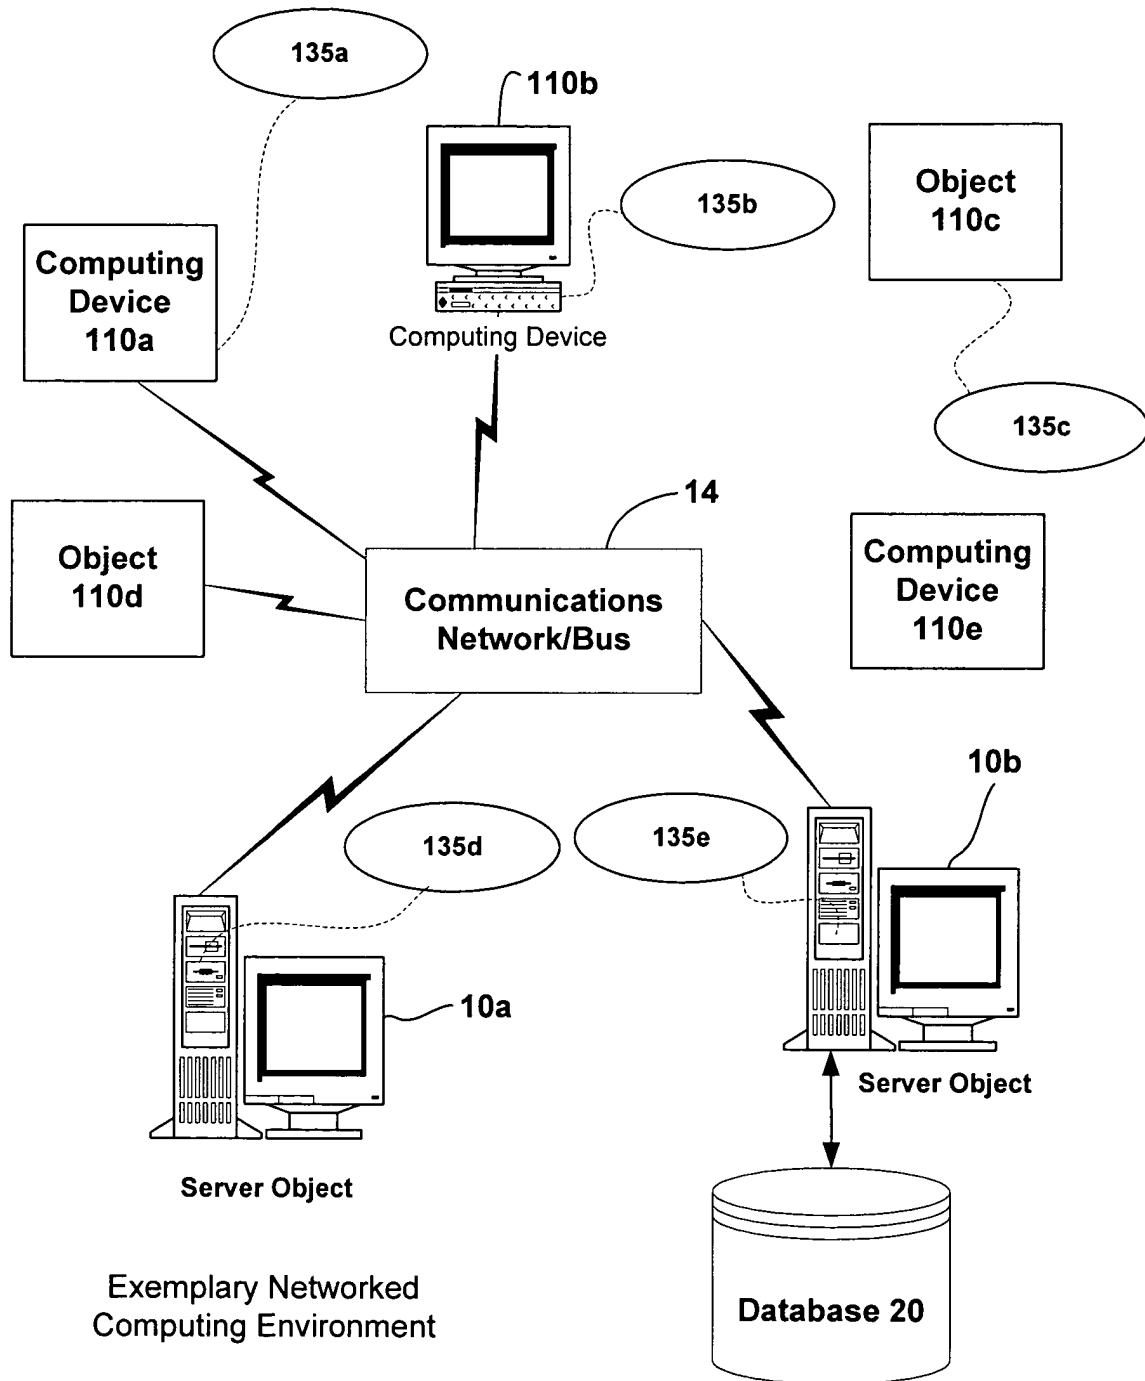 135a
110b
135b
Object
110c
Computing
Device
110a
Computing Device
135c
14
Object
110d
Communications
Network/Bus
Computing
Device
110e
10b
135d
135e
10a
Server Object
Server Object
Database 20
Exemplary Networked
Computing Environment